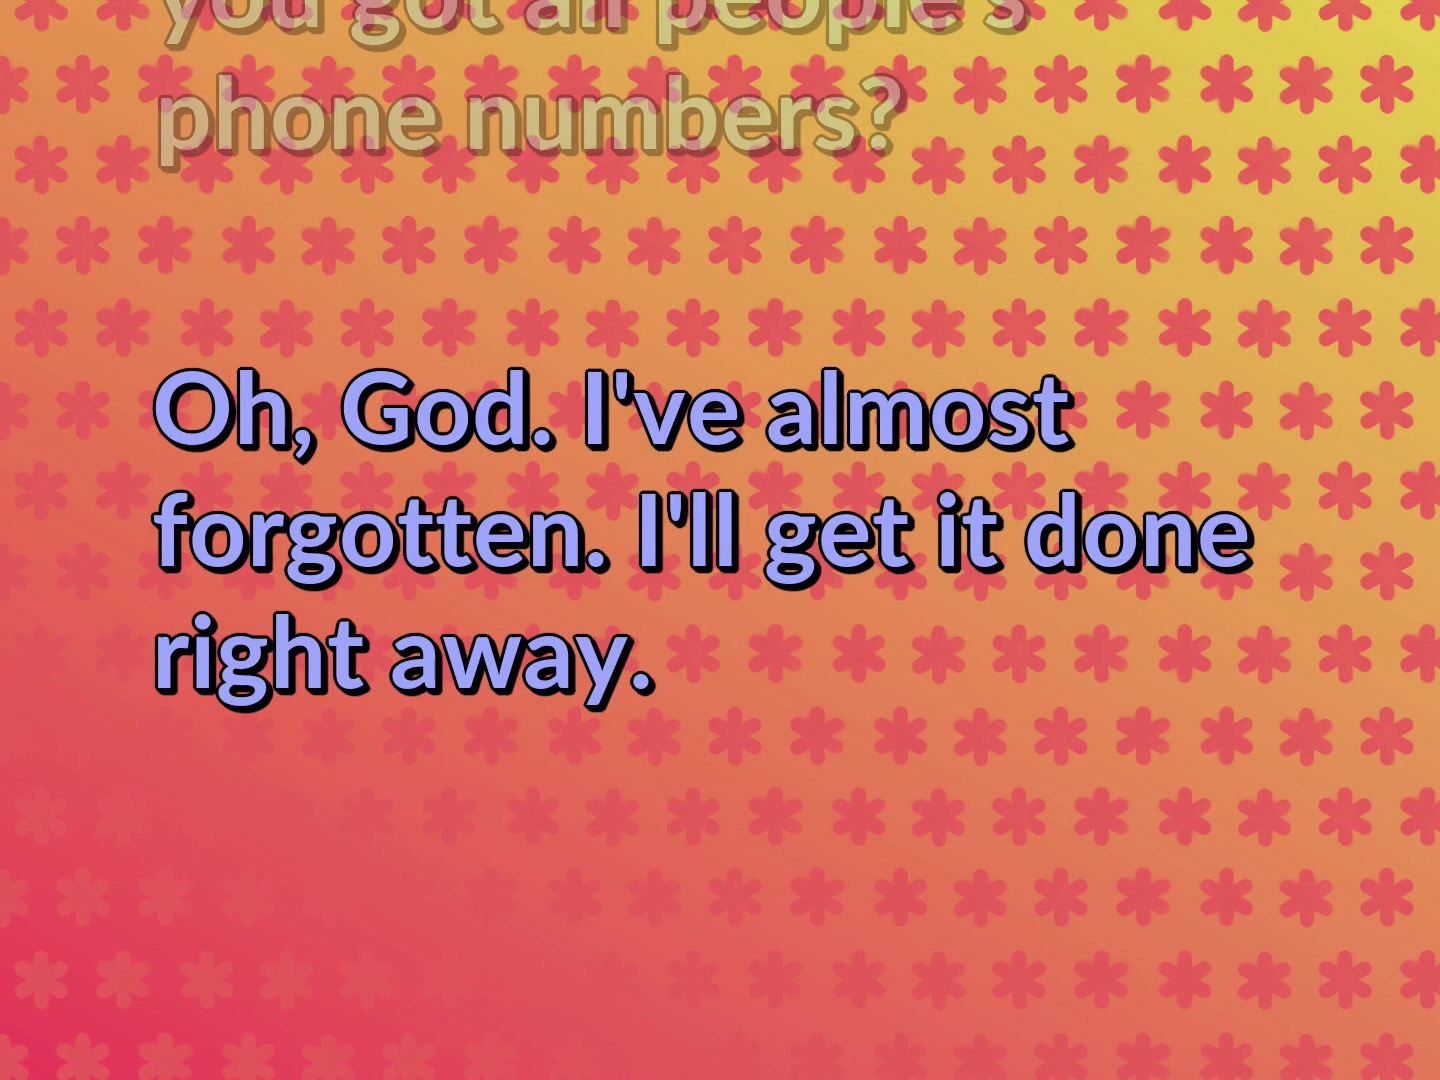 you got all people's
phone numbers?
Oh, God. I've almost
forgotten. I'll get it done
right away.